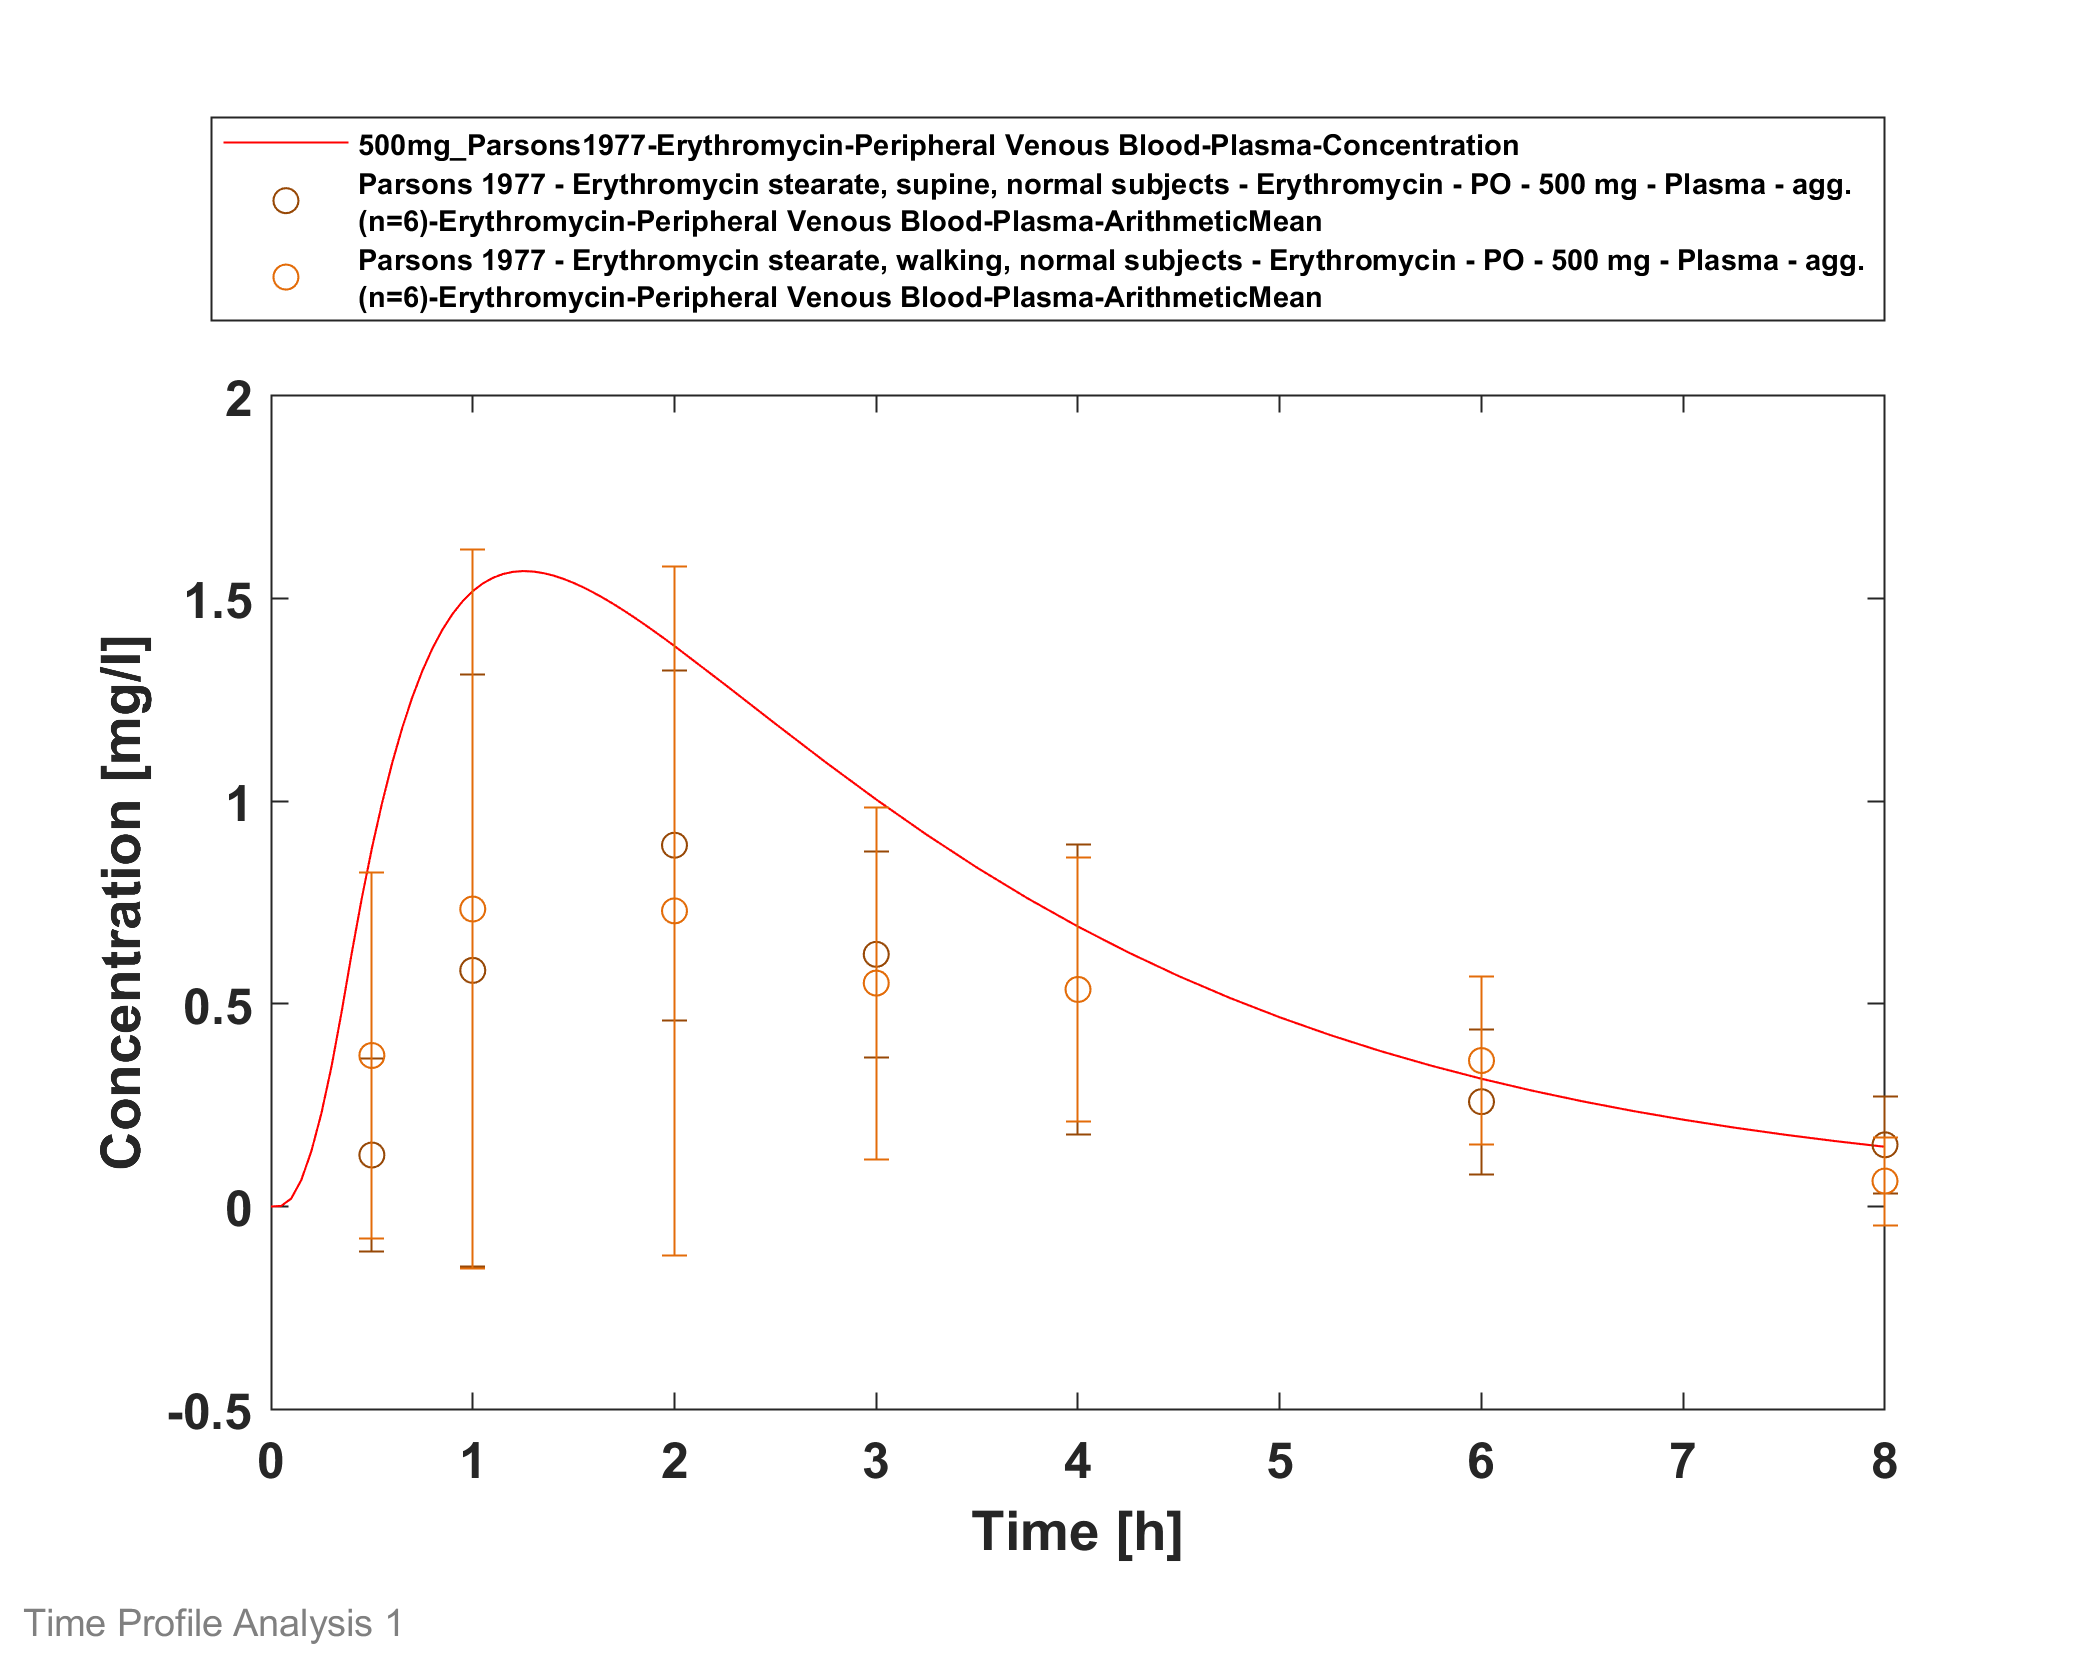 500mg_Parsons1977-Erythromycin-Peripheral Venous Blood-Plasma-Concentration
Parsons 1977 - Erythromycin stearate, supine, normal subjects - Erythromycin - PO - 500 mg - Plasma - agg.
(n=6)-Erythromycin-Peripheral Venous Blood-Plasma-ArithmeticMean
Parsons 1977 - Erythromycin stearate, walking, normal subjects - Erythromycin - PO - 500 mg - Plasma - agg.
(n=6)-Erythromycin-Peripheral Venous Blood-Plasma-ArithmeticMean
Concentration [mg/l]
2
1.5
1
0.5
0
-0.5
0 1 2 3 4 5 6 7 8
Time [h]
Time Profile Analysis 1